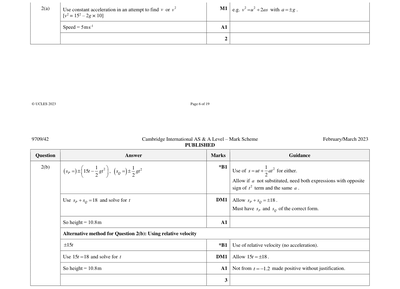 2(a) Use constant acceleration in an attempt to find v or v² M1 e.g. v² = u² + 2as with a = ±g.
[v² = 15² − 2g × 10]
Speed = 5 m s⁻¹ A1
2
© UCLES 2023 Page 6 of 19
9709/42 Cambridge International AS & A Level – Mark Scheme February/March 2023
PUBLISHED
Question Answer Marks Guidance
2(b) (s_P =) ± (15t − ½gt²), (s_Q =) ± (½gt²) *B1 Use of s = ut + ½at² for either.
Allow if a not substituted, need both expressions with opposite
sign of t² term and the same a.
Use s_P + s_Q = 18 and solve for t DM1 Allow s_P + s_Q = ±18.
Must have s_P and s_Q of the correct form.
So height = 10.8 m A1
Alternative method for Question 2(b): Using relative velocity
±15t *B1 Use of relative velocity (no acceleration).
Use 15t = 18 and solve for t DM1 Allow 15t = ±18.
So height = 10.8 m A1 Not from t = −1.2 made positive without justification.
3